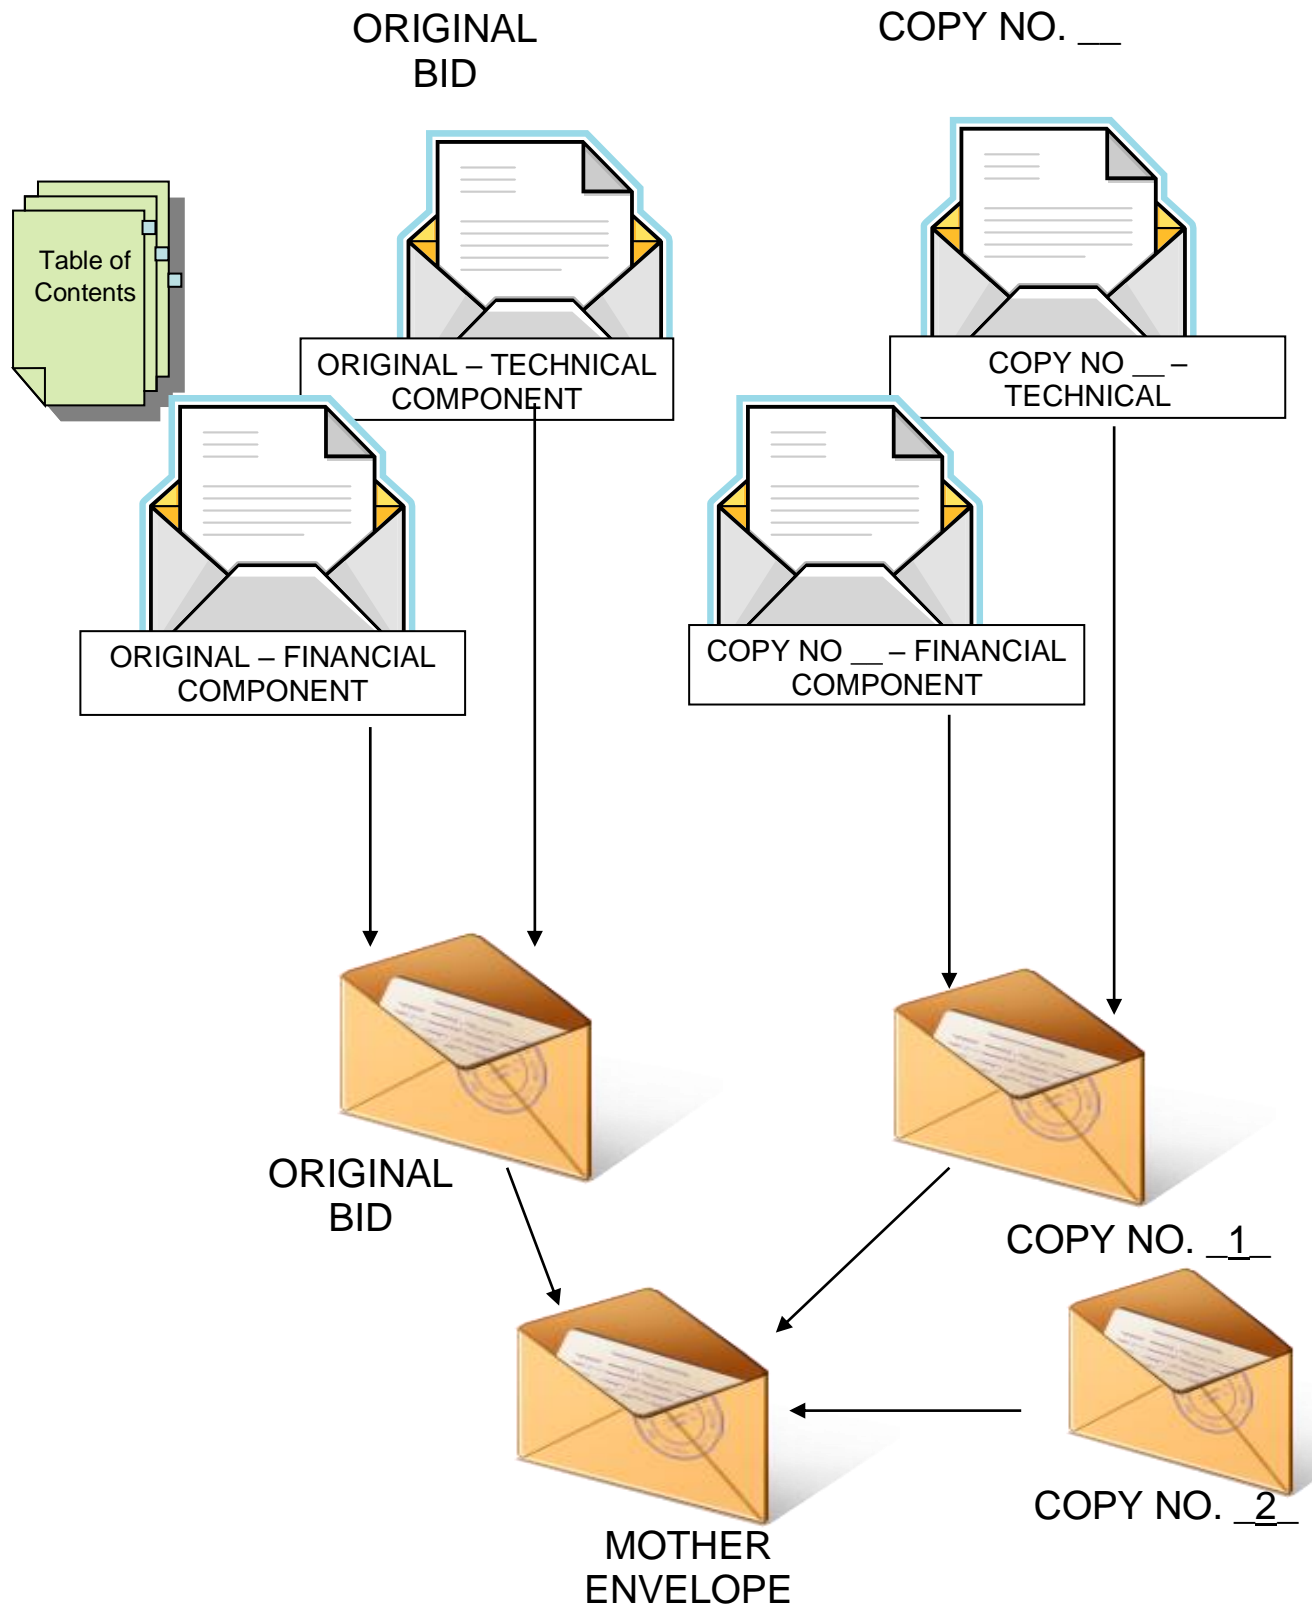 ORIGINAL
BID
COPY NO. __
Table of
Contents
ORIGINAL – TECHNICAL
COMPONENT
COPY NO __ –
TECHNICAL
ORIGINAL – FINANCIAL
COMPONENT
COPY NO __ – FINANCIAL
COMPONENT
ORIGINAL
BID
COPY NO. _1_
COPY NO. _2_
MOTHER
ENVELOPE